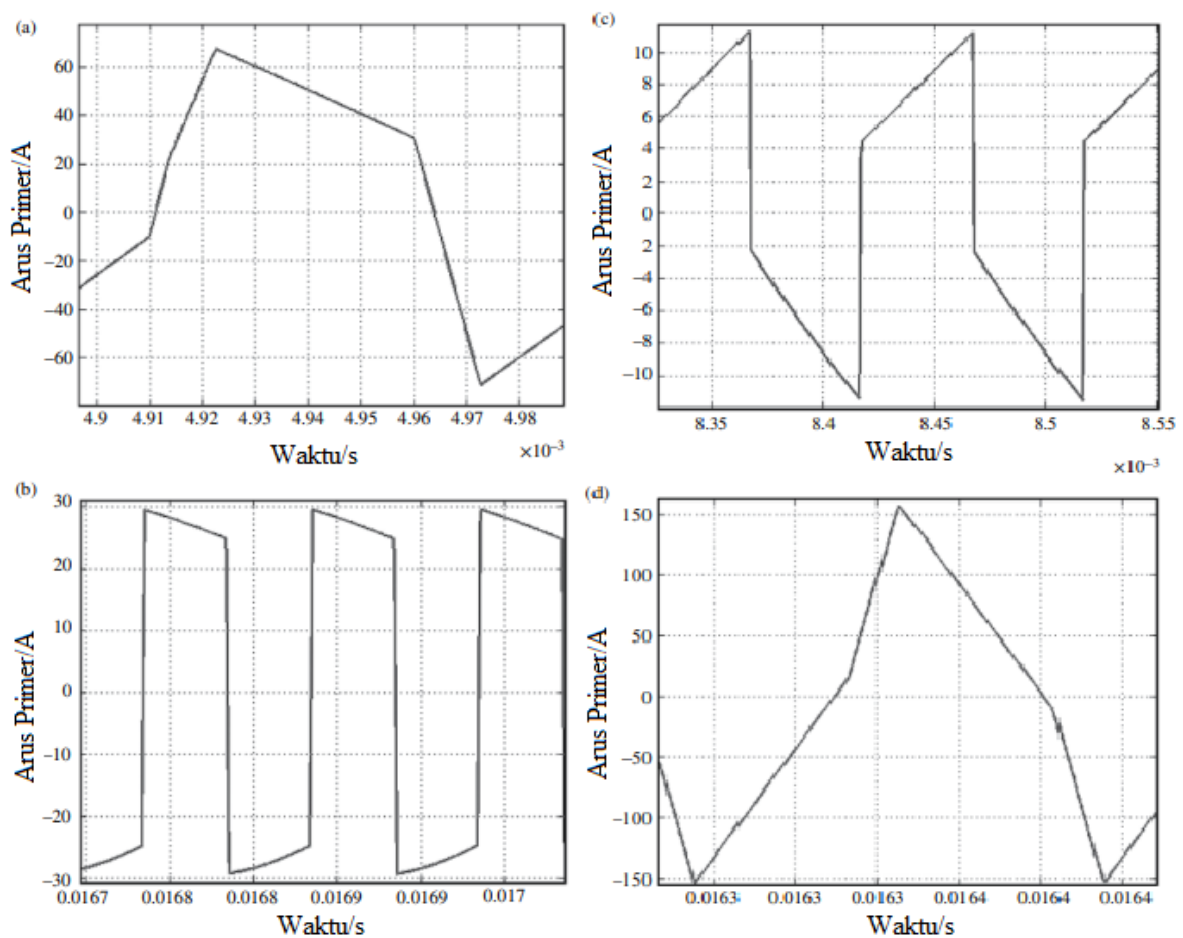 (a)
60
40
20
0
−20
−40
−60
Arus Primer/A
4.9 4.91 4.92 4.93 4.94 4.95 4.96 4.97 4.98
Waktu/s
×10−3
(c)
10
8
6
4
2
0
2
−4
−6
−8
−10
Arus Primer/A
8.35 8.4 8.45 8.5 8.55
Waktu/s
×10−3
(b)
30
20
20
10
0
−10
−20
−30
Arus Primer/A
0.0167 0.0168 0.0168 0.0169 0.0169 0.017
Waktu/s
(d)
150
100
50
0
−50
−100
−150
Arus Primer/A
0.0163 0.0163 0.0163 0.0164 0.0164 0.0164
Waktu/s